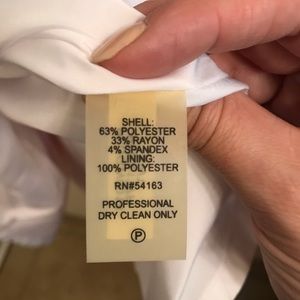 SHELL:
63% POLYESTER
33% RAYON
4% SPANDEX
LINING:
100% POLYESTER
RN#54163
PROFESSIONAL
DRY CLEAN ONLY
P